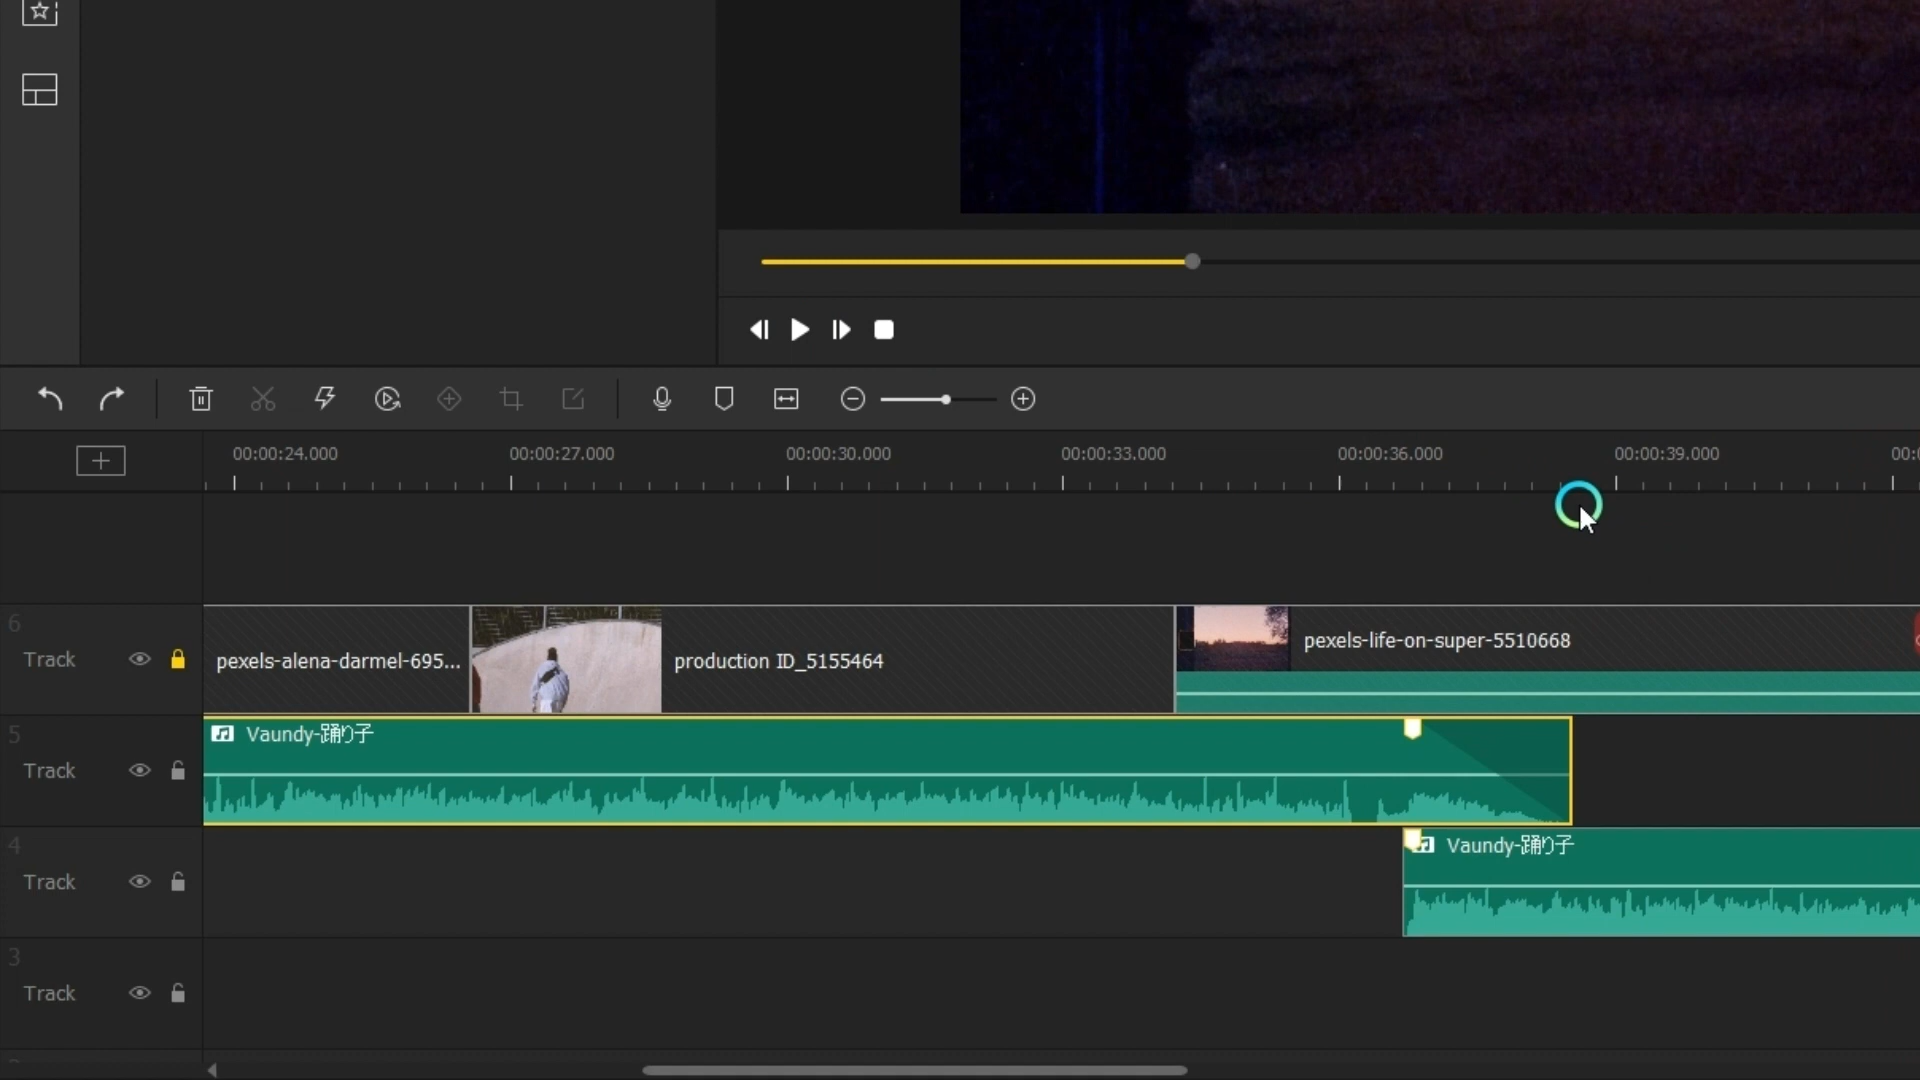 00:00:24.000 00:00:27.000 00:00:30.000 00:00:33.000 00:00:36.000 00:00:39.000 00:0
6
Track
pexels-alena-darmel-695...
production ID_5155464
pexels-life-on-super-5510668
5
Track
Vaundy-踊り子
4
Track
Vaundy-踊り子
3
Track